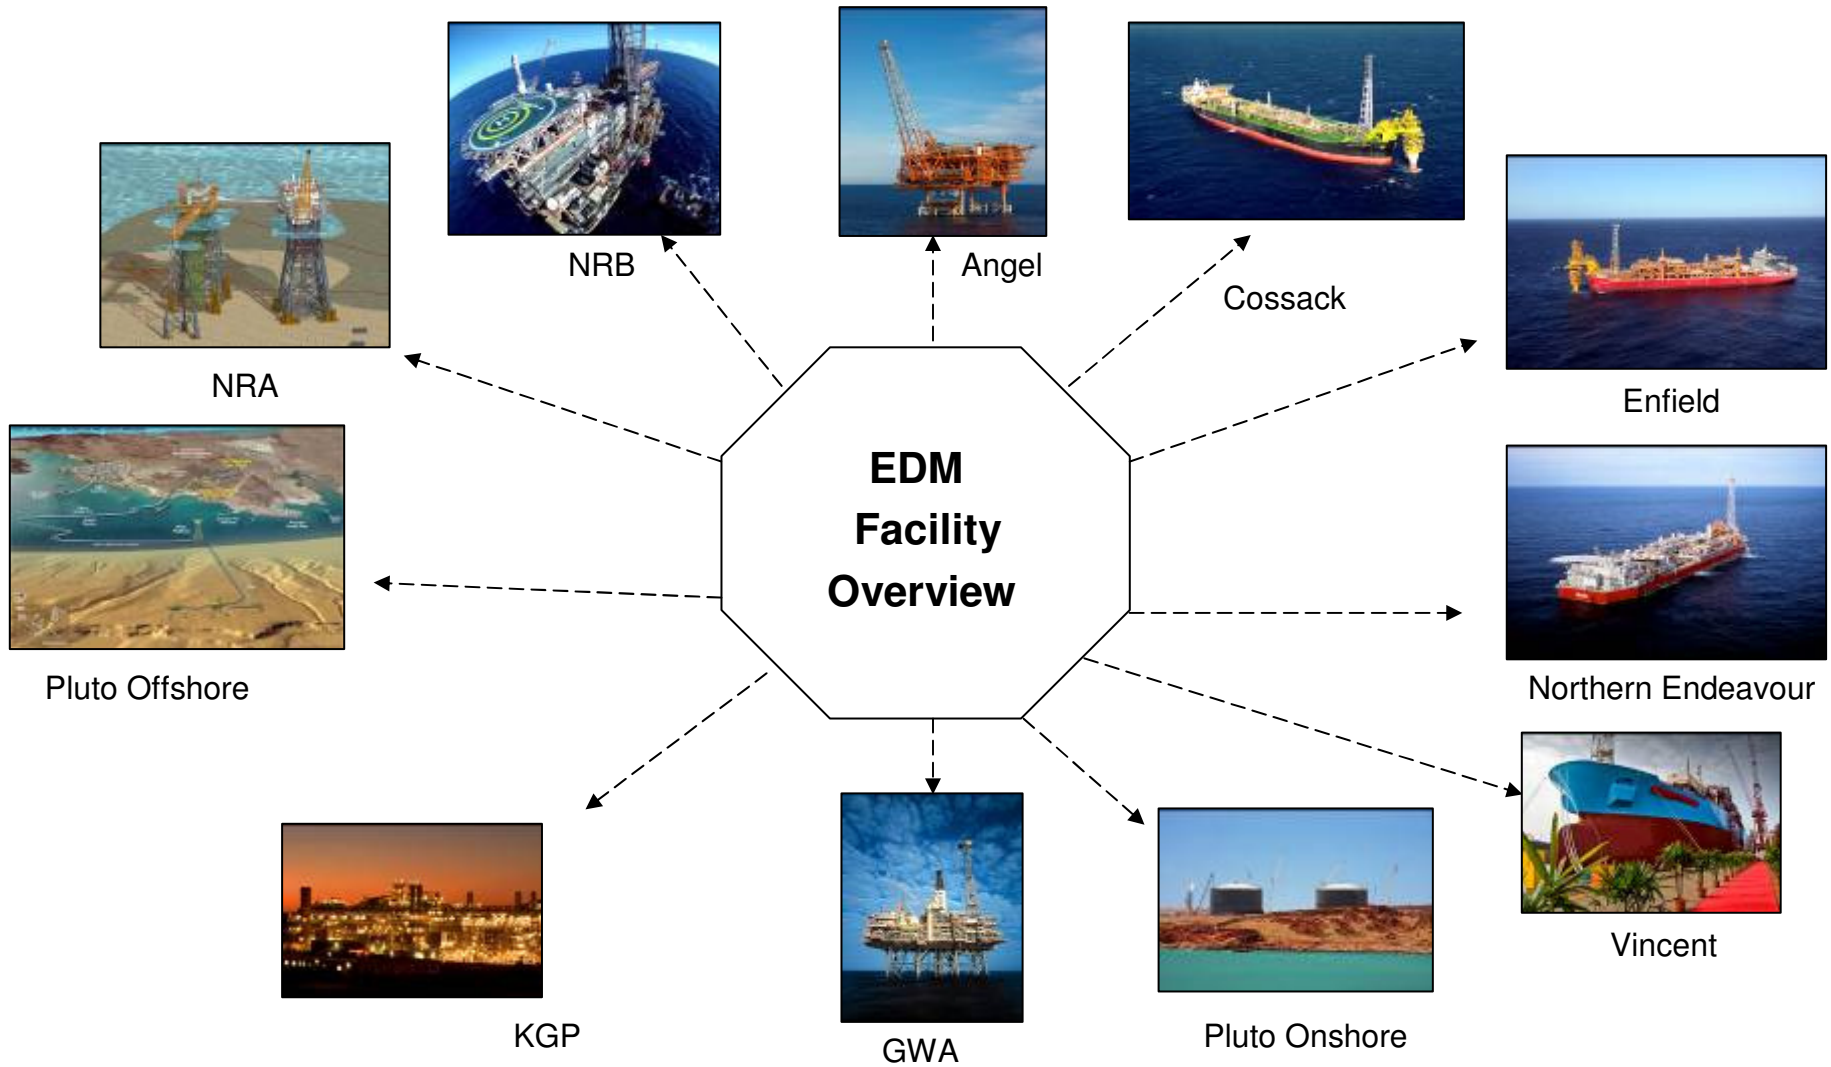 NRB
Angel
Cossack
NRA
Enfield
EDM
Facility
Overview
Pluto Offshore
Northern Endeavour
Vincent
KGP
GWA
Pluto Onshore